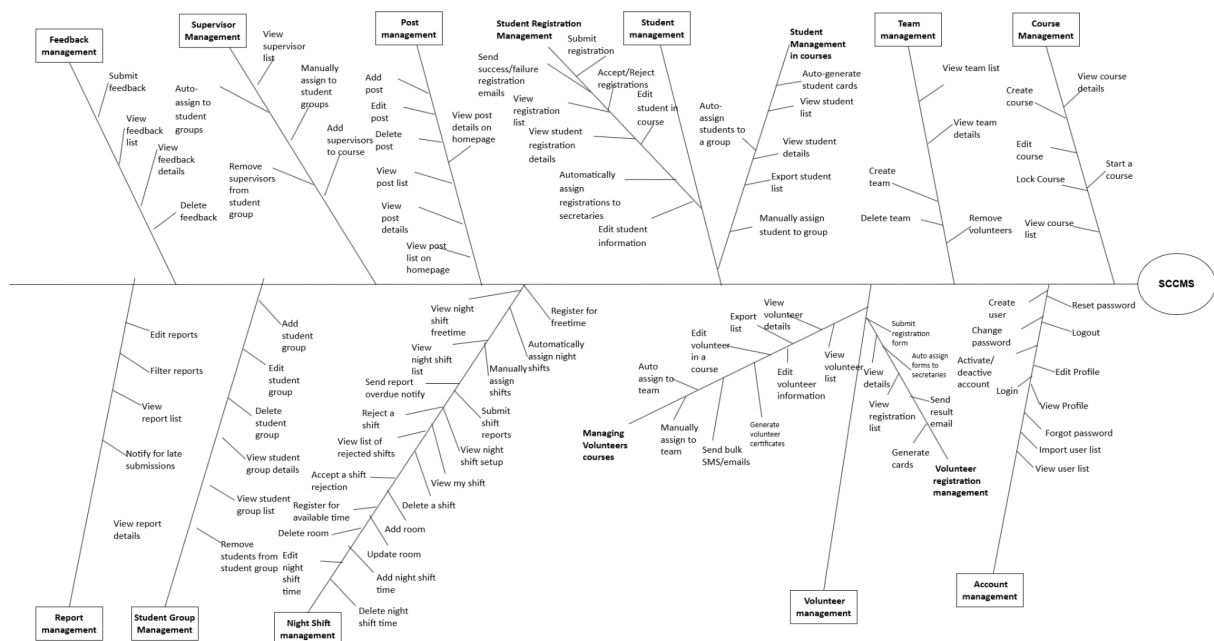 Feedback
management
Submit
feedback
View
feedback
list
View
feedback
details
Delete
feedback
Supervisor
Management
View
supervisor
list
Auto-
assign to
student
groups
Manually
assign to
student
groups
Add
supervisors
to course
Remove
supervisors
from
student
group
Post
management
Add
post
Edit
post
Delete
post
View post
details on
homepage
View
post list
View
post
details
View post
list on
homepage
Student Registration
Management
Submit
registration
Send
success/failure
registration
emails
Accept/Reject
registrations
View
registration
list
View student
registration
details
Automatically
assign
registrations to
secretaries
Student
management
Edit
student in
course
Edit student
information
Student
Management
in courses
Auto-generate
student cards
View student
list
Auto-
assign
students to
a group
View student
details
Export student
list
Manually assign
student to group
Team
management
View team list
View team
details
Create
team
Delete team
Remove
volunteers
Course
Management
View course
details
Create
course
Edit
course
Lock Course
Start a
course
View course
list
SCCMS
Edit reports
Filter reports
View
report list
Notify for late
submissions
View report
details
Report
management
Add
student
group
Edit
student
group
Delete
student
group
View student
group details
View student
group list
Remove
students from
student group
Student Group
Management
View night
shift
freetime
Register for
freetime
View
night shift
list
Automatically
assign night
shifts
Manually
assign
shifts
Send report
overdue notify
Submit
shift
reports
Reject a
shift
View list of
rejected shifts
View night
shift setup
View my shift
Accept a shift
rejection
Delete a shift
Register for
available time
Add room
Delete room
Update room
Edit
night
shift
time
Add night shift
time
Delete night
shift time
Night Shift
management
View
volunteer
details
Export
list
Edit
volunteer
in a
course
View
volunteer
list
Edit
volunteer
information
Auto
assign to
team
Manually
assign to
team
Send bulk
SMS/emails
Generate
volunteer
certificates
Managing
Volunteers
courses
Submit
registration
form
Auto assign
forms to
secretaries
View
details
View
registration
list
Send
result
email
Generate
cards
Volunteer
registration
management
Volunteer
management
Create
user
Reset password
Change
password
Logout
Activate/
deactive
account
Edit Profile
Login
View Profile
Forgot password
Import user list
View user list
Account
management